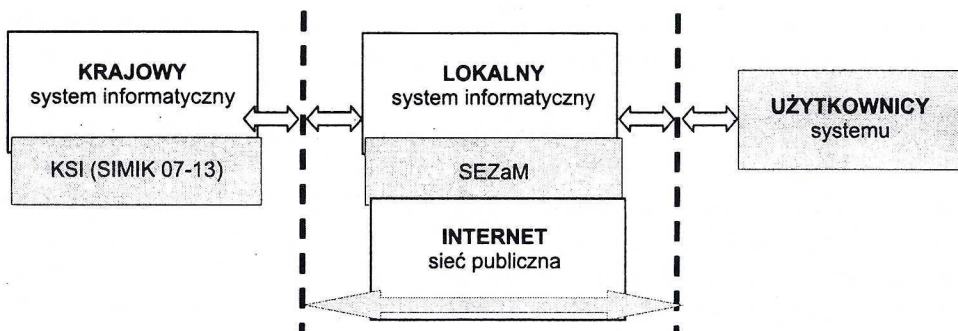 KRAJOWY
system informatyczny
KSI (SIMIK 07-13)
LOKALNY
system informatyczny
SEZaM
INTERNET
sieć publiczna
UŻYTKOWNICY
systemu